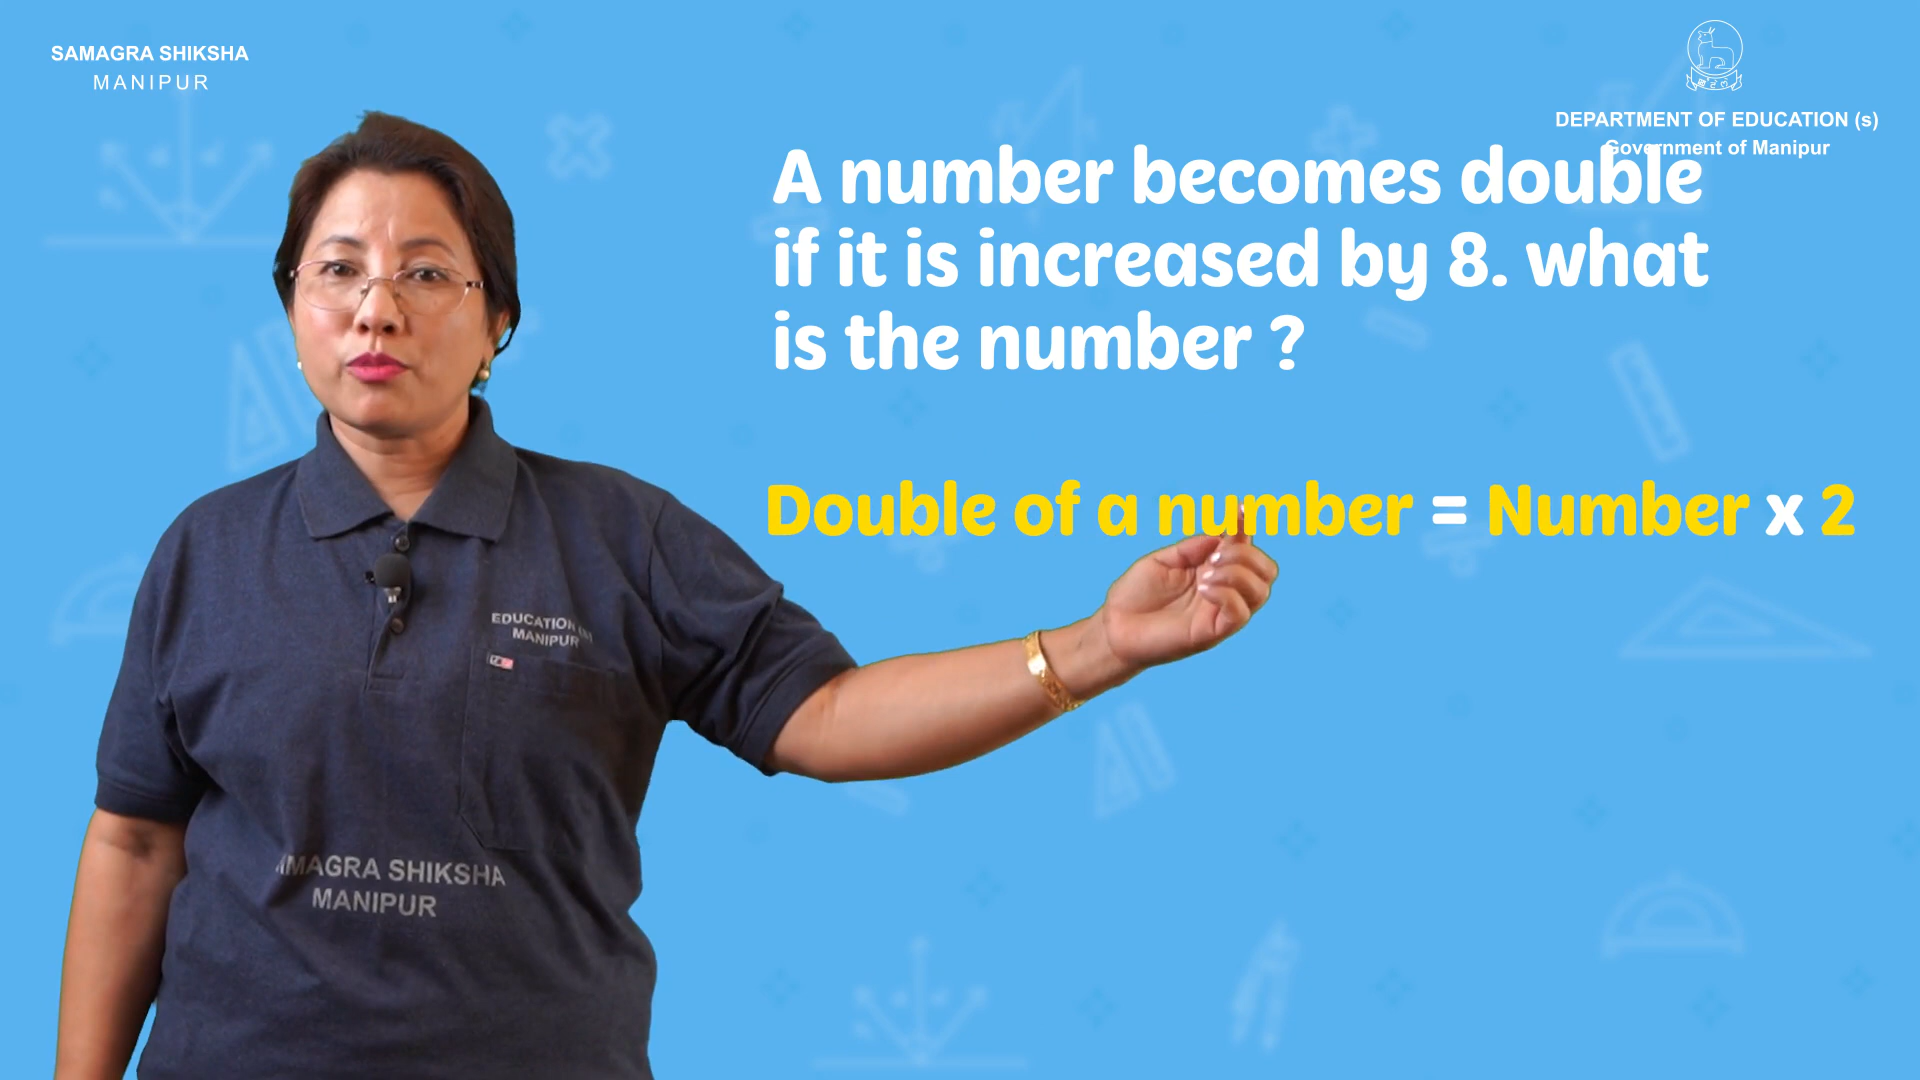 SAMAGRA SHIKSHA
MANIPUR
DEPARTMENT OF EDUCATION (s)
Government of Manipur
A number becomes double
if it is increased by 8. what
is the number ?
Double of a number = Number x 2
EDUCATION
MANIPUR
SHIKSHA
MANIPUR